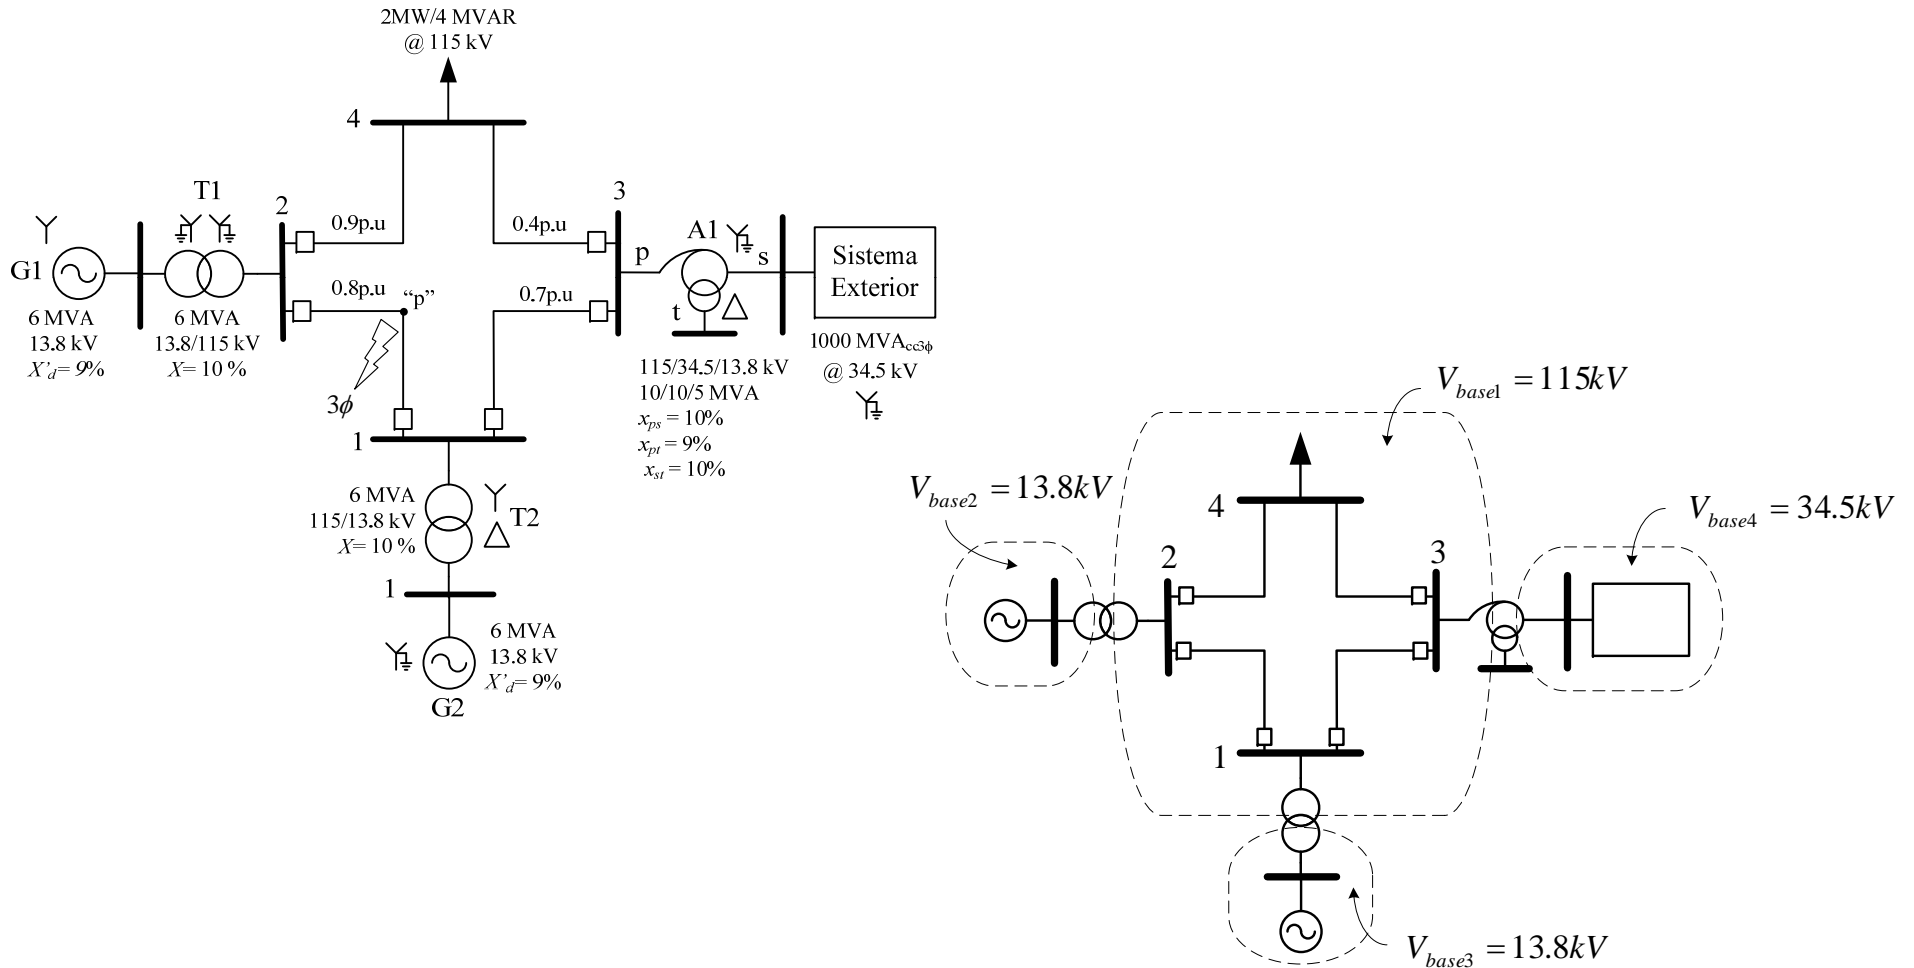 2MW/4 MVAR
@ 115 kV
4
T1
2
0.9p.u
0.4p.u
3
A1
p
s
t
Sistema
Exterior
G1
6 MVA
13.8 kV
X'd= 9%
6 MVA
13.8/115 kV
X= 10 %
0.8p.u
“p”
0.7p.u
3ϕ
1000 MVAcc3ϕ
@ 34.5 kV
115/34.5/13.8 kV
10/10/5 MVA
xps = 10%
xpt = 9%
xst = 10%
1
6 MVA
115/13.8 kV
X= 10 %
T2
1
6 MVA
13.8 kV
X'd= 9%
G2
Vbase1 = 115kV
Vbase2 = 13.8kV
Vbase4 = 34.5kV
4
2
3
1
Vbase3 = 13.8kV